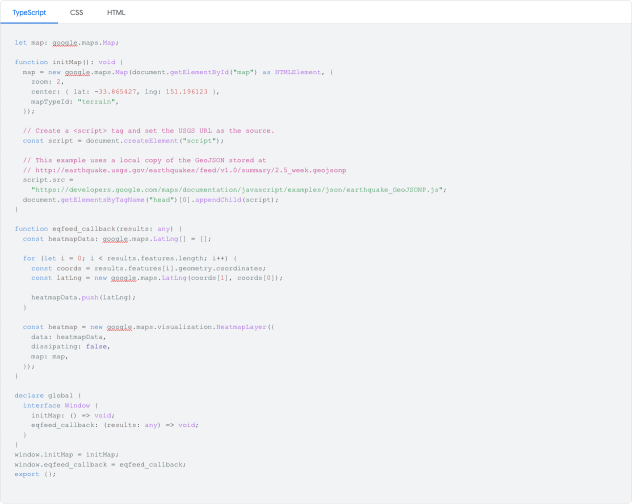 TypeScript CSS HTML
let map: google.maps.Map;
function initMap(): void {
map = new google.maps.Map(document.getElementById("map") as HTMLElement, {
zoom: 2,
center: { lat: -33.865427, lng: 151.196123 },
mapTypeId: "terrain",
});
// Create a <script> tag and set the USGS URL as the source.
const script = document.createElement("script");
// This example uses a local copy of the GeoJSON stored at
// http://earthquake.usgs.gov/earthquakes/feed/v1.0/summary/2.5_week.geojsonp
script.src =
"https://developers.google.com/maps/documentation/javascript/examples/json/earthquake_GeoJSONP.js";
document.getElementsByTagName("head")[0].appendChild(script);
}
function eqfeed_callback(results: any) {
const heatmapData: google.maps.LatLng[] = [];
for (let i = 0; i < results.features.length; i++) {
const coords = results.features[i].geometry.coordinates;
const latLng = new google.maps.LatLng(coords[1], coords[0]);
heatmapData.push(latLng);
}
const heatmap = new google.maps.visualization.HeatmapLayer({
data: heatmapData,
dissipating: false,
map: map,
});
}
declare global {
interface Window {
initMap: () => void;
eqfeed_callback: (results: any) => void;
}
}
window.initMap = initMap;
window.eqfeed_callback = eqfeed_callback;
export {};